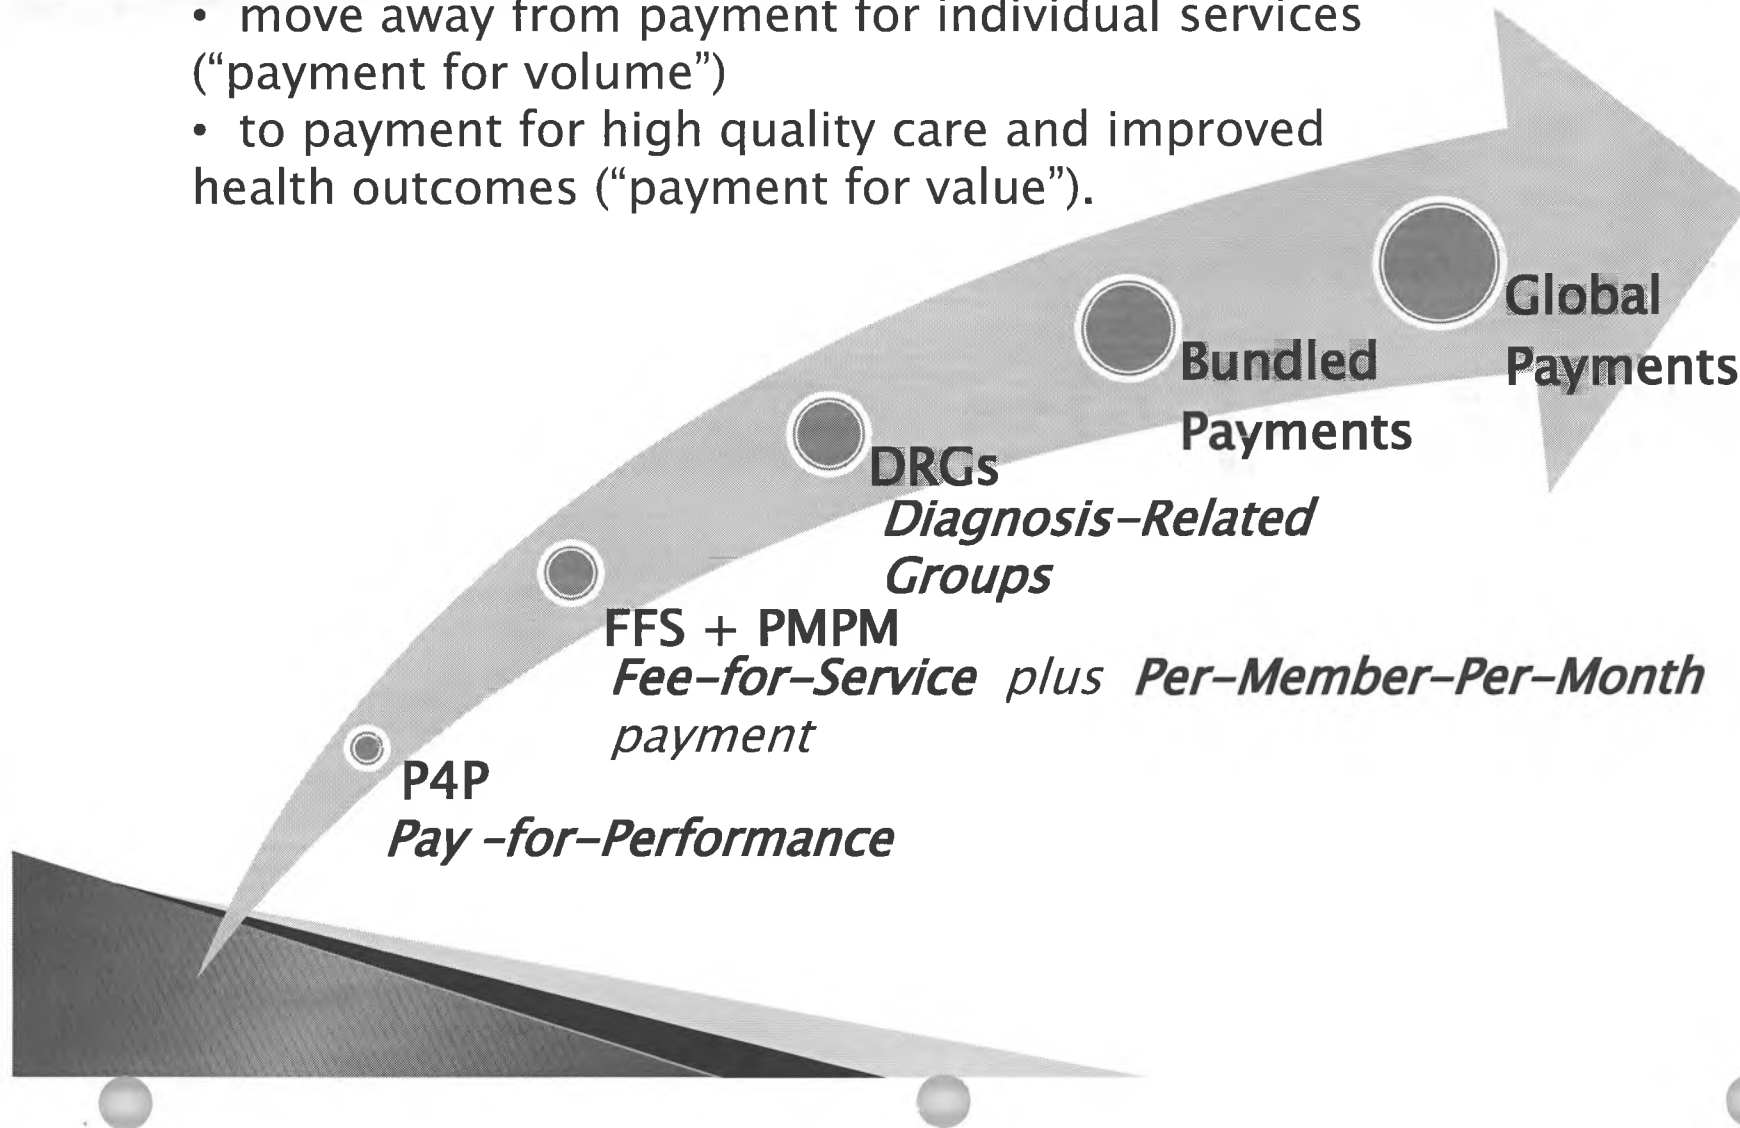 • move away from payment for individual services
(“payment for volume”)
• to payment for high quality care and improved
health outcomes (“payment for value”).
Global
Payments
Bundled
Payments
DRGs
Diagnosis–Related
Groups
FFS + PMPM
Fee–for–Service plus Per–Member–Per–Month
payment
P4P
Pay –for–Performance